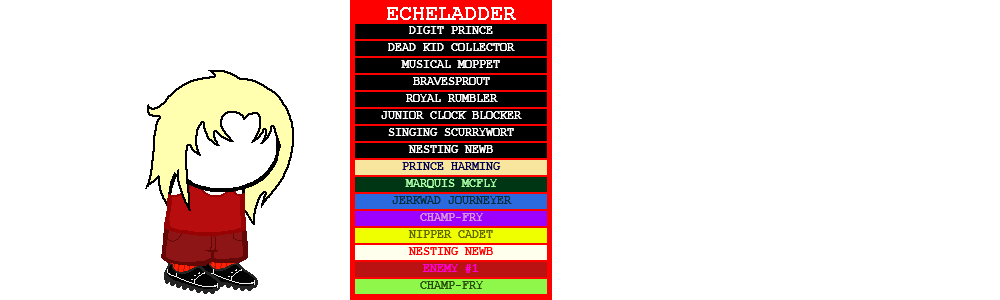 ECHELADDER
DIGIT PRINCE
DEAD KID COLLECTOR
MUSICAL MOPPET
BRAVESPROUT
ROYAL RUMBLER
JUNIOR CLOCK BLOCKER
SINGING SCURRYWORT
NESTING NEWB
PRINCE HARMING
MARQUIS MCFLY
JERKWAD JOURNEYER
CHAMP-FRY
NIPPER CADET
NESTING NEWB
ENEMY #1
CHAMP-FRY